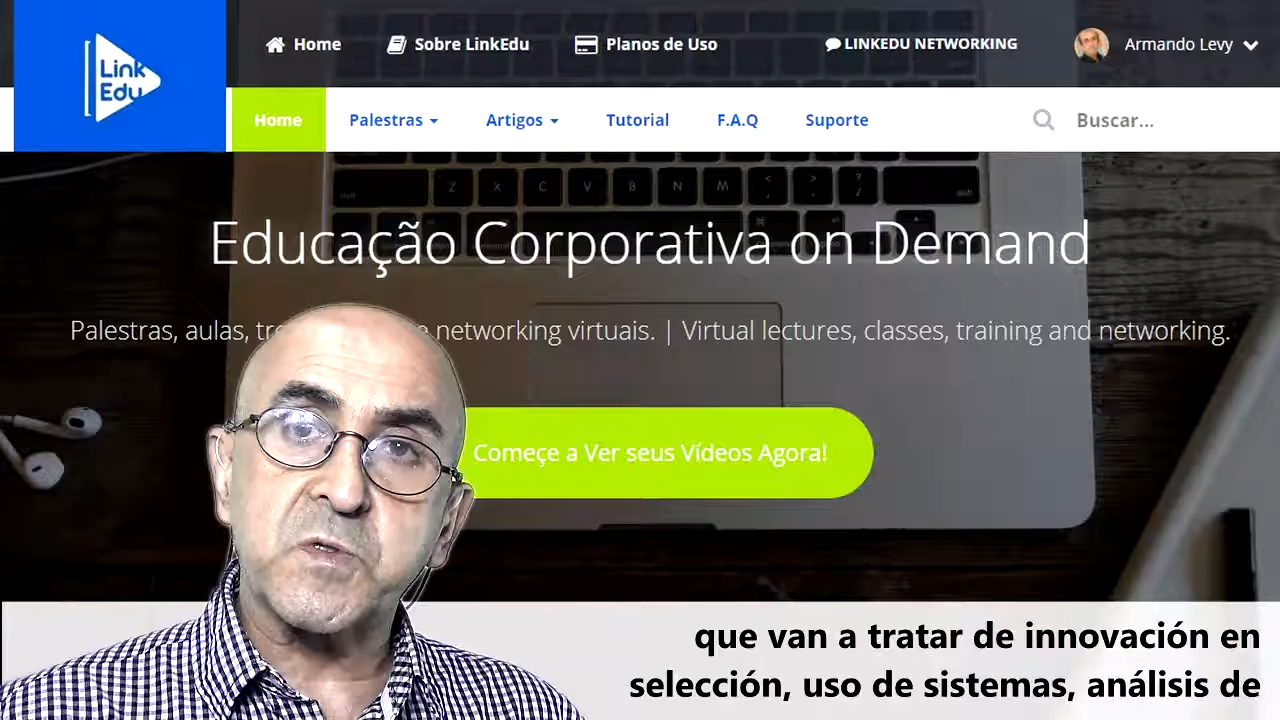 Link
Edu
Home
Sobre LinkEdu
Planos de Uso
LINKEDU NETWORKING
Armando Levy
Home
Palestras
Artigos
Tutorial
F.A.Q
Suporte
Buscar...
Z X C V B N M
Educação Corporativa on Demand
Palestras, aulas, networking virtuais. | Virtual lectures, classes, training and networking.
Começe a Ver seus Vídeos Agora!
que van a tratar de innovación en
selección, uso de sistemas, análisis de